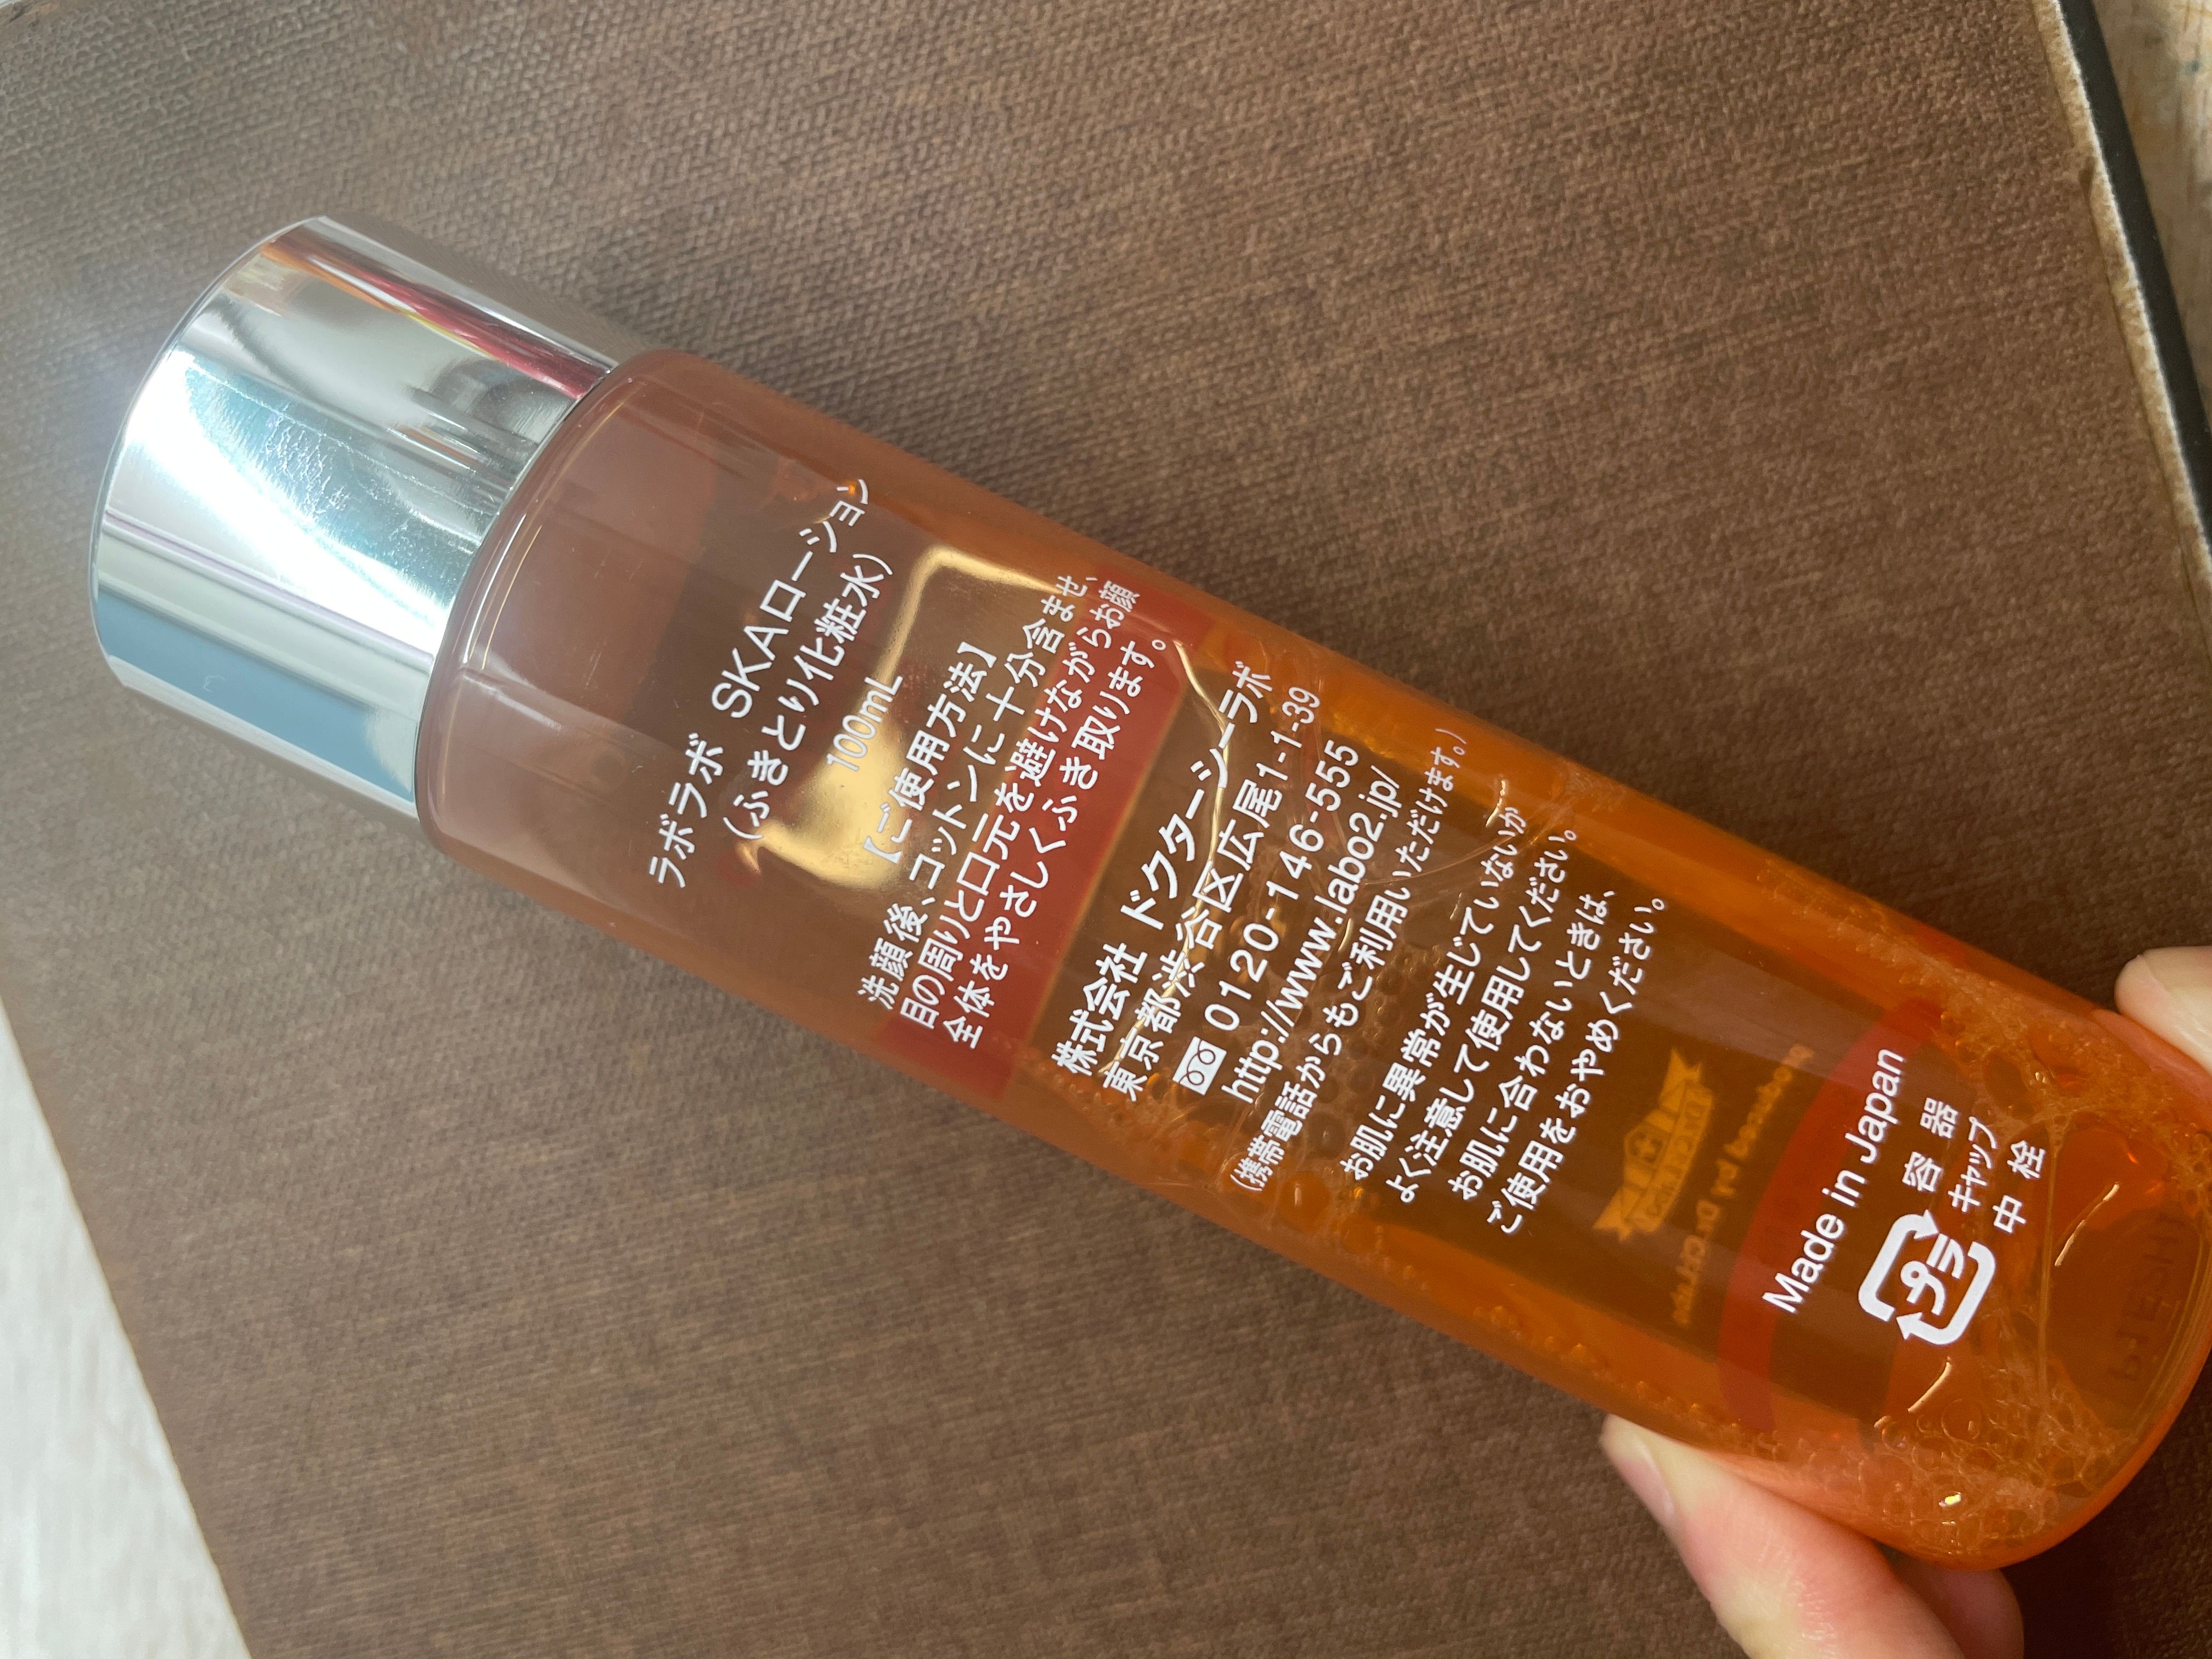 ラボラボ SKAローション
(ふきとり化粧水)
100mL
【ご使用方法】
洗顔後、コットンに十分含ませ、
目の周りと口元を避けながらお顔
全体をやさしくふき取ります。
株式会社 ドクターシーラボ
東京都渋谷区広尾1-1-39
0120-146-555
http://www.labo2.jp/
(携帯電話からもご利用いただけます。)
お肌に異常が生じていないか
よく注意して使用してください。
お肌に合わないときは、
ご使用をおやめください。
Made in Japan
プラ
容器
キャップ
中栓
produced by Dr.Ci:Labo